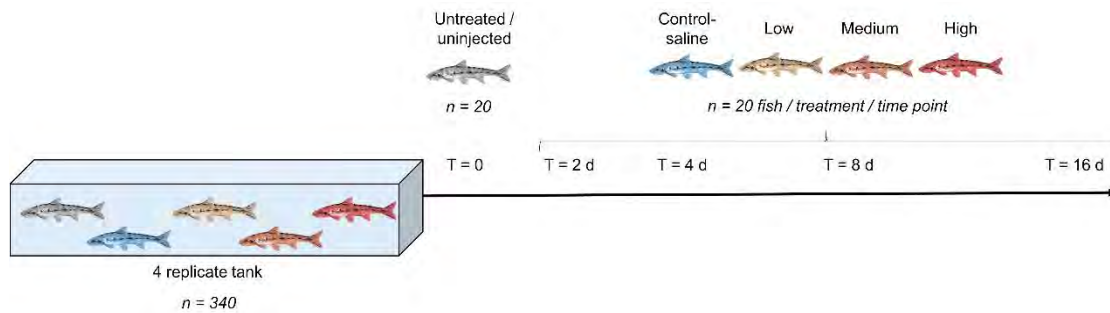 Untreated /
uninjected
n = 20
Control-
saline
Low
Medium
High
n = 20 fish / treatment / time point
T = 0
T = 2 d
T = 4 d
T = 8 d
T = 16 d
4 replicate tank
n = 340